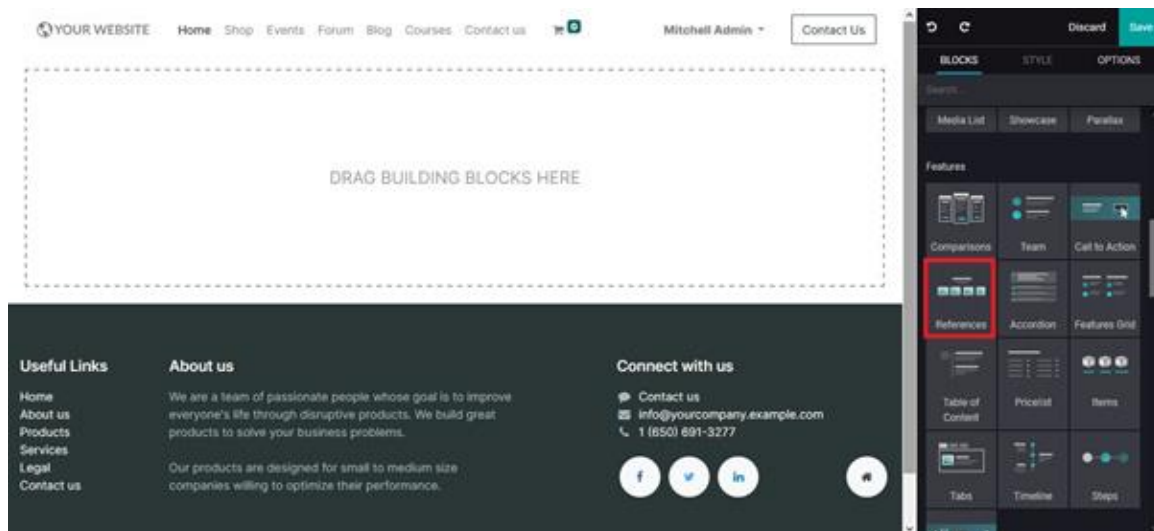 YOUR WEBSITE Home Shop Events Forum Blog Courses Contact us Mitchell Admin Contact Us
DRAG BUILDING BLOCKS HERE
Useful Links
Home
About us
Products
Services
Legal
Contact us
About us
We are a team of passionate people whose goal is to improve
everyone's life through disruptive products. We build great
products to solve your business problems.
Our products are designed for small to medium size
companies willing to optimize their performance.
Connect with us
Contact us
info@yourcompany.example.com
1 (650) 691-3277
Discard Save
BLOCKS STYLE OPTIONS
Search...
Media List Showcase Parallax
Features
Comparisons Team Call to Action
References Accordion Features Grid
Table of
Content
Pricelist Items
Tabs Timeline Steps